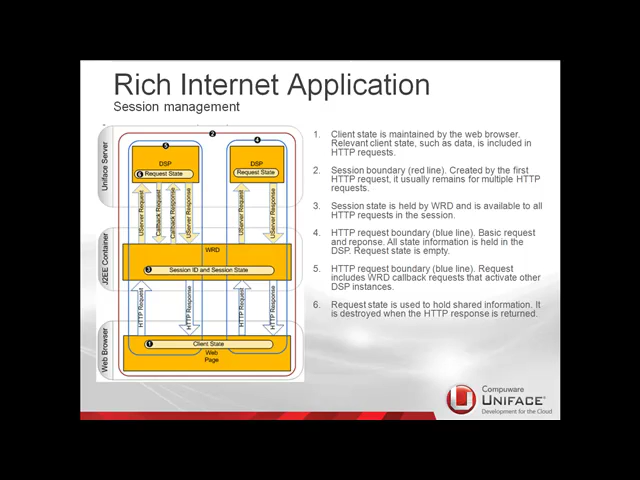 Rich Internet Application
Session management
1. Client state is maintained by the web browser.
Relevant client state, such as data, is included in
HTTP requests.
2. Session boundary (red line). Created by the first
HTTP request, it usually remains for multiple HTTP
requests.
3. Session state is held by WRD and is available to all
HTTP requests in the session.
4. HTTP request boundary (blue line). Basic request
and reponse. All state information is held in the
DSP. Request state is empty.
5. HTTP request boundary (blue line). Request
includes WRD callback requests that activate other
DSP instances.
6. Request state is used to hold shared information. It
is destroyed when the HTTP response is returned.
Uniface Server
2
5
4
DSP
6 Request State
DSP
Request State
UServer Request
Callback Request
Callback Response
UServer Response
UServer Request
UServer Response
J2EE Container
WRD
3 Session ID and Session State
HTTP Request
HTTP Response
HTTP Request
HTTP Response
Web Browser
1 Client State
Web
Page
Compuware
UNIFACE
Development for the Cloud